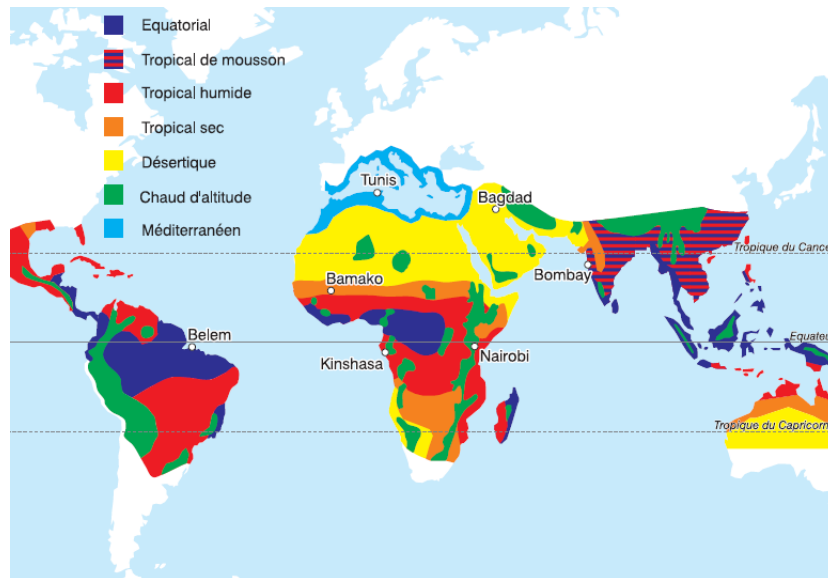 Equatorial
Tropical de mousson
Tropical humide
Tropical sec
Désertique
Chaud d'altitude
Méditerranéen
Tunis
Bagdad
Tropique du Cance
Bombay
Bamako
Belem
Equateu
Kinshasa
Nairobi
Tropique du Capricorn